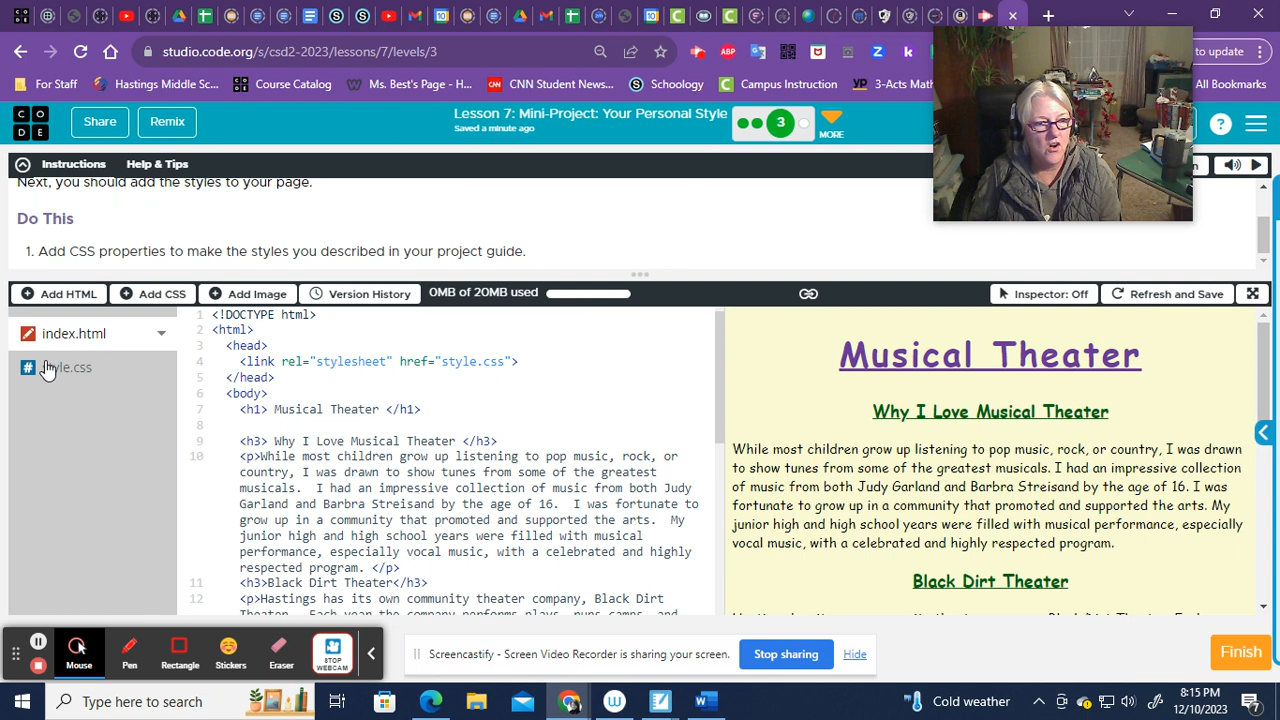 to update
studio.code.org/s/csd2-2023/lessons/7/levels/3
ABP
For Staff
Hastings Middle Sc...
Course Catalog
Ms. Best's Page - H...
CNN Student News...
Schoology
Campus Instruction
3-Acts Math
All Bookmarks
C O
D E
Share
Remix
Lesson 7: Mini-Project: Your Personal Style
Saved a minute ago
3
MORE
Instructions
Help & Tips
Next, you should add the styles to your page.
Do This
1. Add CSS properties to make the styles you described in your project guide.
Add HTML
Add CSS
Add Image
Version History
0MB of 20MB used
Inspector: Off
Refresh and Save
index.html
style.css
1 <!DOCTYPE html>
2 <html>
3 <head>
4 <link rel="stylesheet" href="style.css">
5 </head>
6 <body>
7 <h1> Musical Theater </h1>
8
9 <h3> Why I Love Musical Theater </h3>
10 <p>While most children grow up listening to pop music, rock, or
country, I was drawn to show tunes from some of the greatest
musicals.  I had an impressive collection of music from both Judy
Garland and Barbra Streisand by the age of 16.  I was fortunate to
grow up in a community that promoted and supported the arts.  My
junior high and high school years were filled with musical
performance, especially vocal music, with a celebrated and highly
respected program. </p>
11 <h3>Black Dirt Theater</h3>
12 <p>Hastings has its own community theater company, Black Dirt
Theater.  Each year the company performs plays, runs camps, and
Musical Theater
Why I Love Musical Theater
While most children grow up listening to pop music, rock, or country, I was drawn
to show tunes from some of the greatest musicals. I had an impressive collection
of music from both Judy Garland and Barbra Streisand by the age of 16. I was
fortunate to grow up in a community that promoted and supported the arts. My
junior high and high school years were filled with musical performance, especially
vocal music, with a celebrated and highly respected program.
Black Dirt Theater
Mouse
Pen
Rectangle
Stickers
Eraser
STOP
WEBCAM
Screencastify - Screen Video Recorder is sharing your screen.
Stop sharing
Hide
Finish
Type here to search
Cold weather
8:15 PM
12/10/2023
7